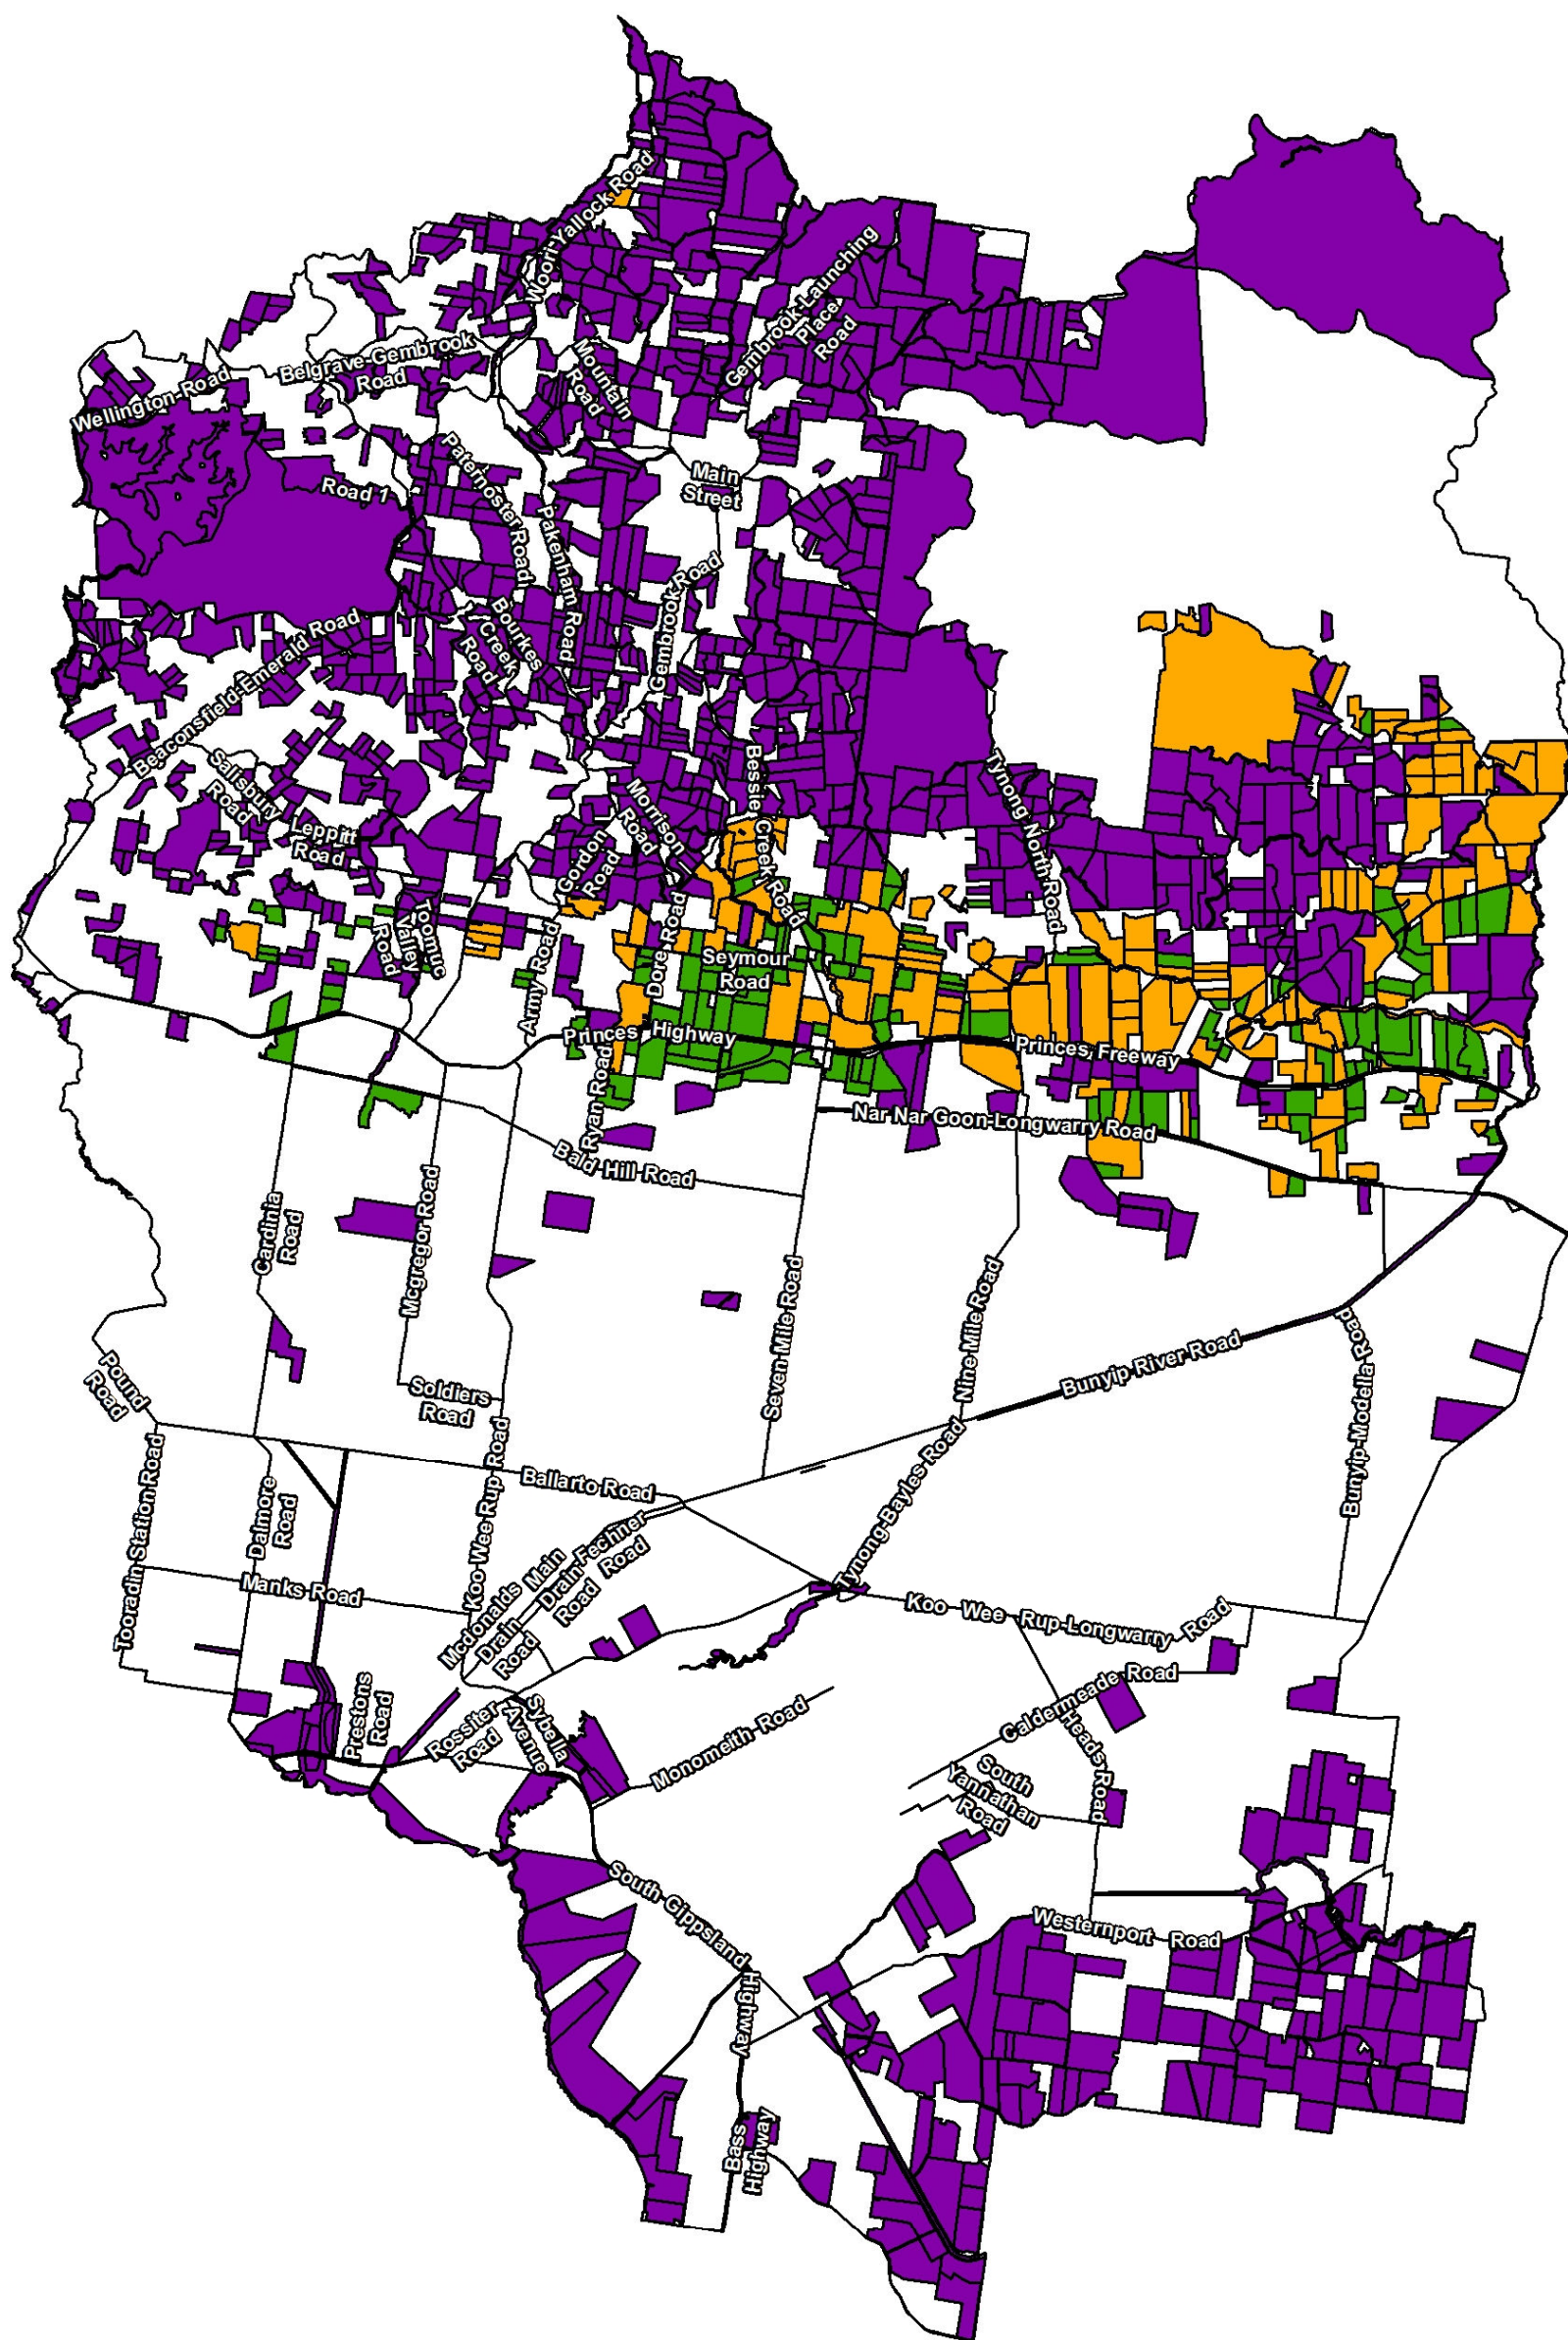 Woori-Yallock Road
Gembrook-Launching
Place
Road
Mountain
Road
Belgrave-Gembrook
Road
Wellington-Road
Road 1
Paternoster Road
Main
Street
Pakenham Road
Gembrook-Road
Bourkes
Creek
Road
Beaconsfield-Emerald Road
Salisbury
Road
Leppitt
Road
Bessie Creek Road
Tynong North Road
Morrison
Road
Gordon
Road
Toomuc
Valley
Road
Army Road
Dore Road
Seymour
Road
Princes Highway
Princes Freeway
Ryan Road
Nar Nar Goon-Longwarry Road
Bald-Hill-Road
Cardinia
Road
Mcgregor Road
Seven Mile Road
Nine Mile Road
Bunyip River Road
Bunyip-Modella Road
Pound
Road
Soldiers
Road
Koo Wee Rup Road
Ballarto Road
Tynong-Bayles-Road
Tooradin Station Road
Dalmore
Road
Manks-Road
Mcdonalds
Drain
Road
Main
Drain
Road
Fechner
Road
Koo Wee Rup-Longwarry Road
Caldermeade Road
Heads Road
Prestons
Road
Rossiter
Road
Sybella
Avenue
Monomeith-Road
South
Yannathan
Road
South Gippsland Highway
Westernport Road
Bass
Highway